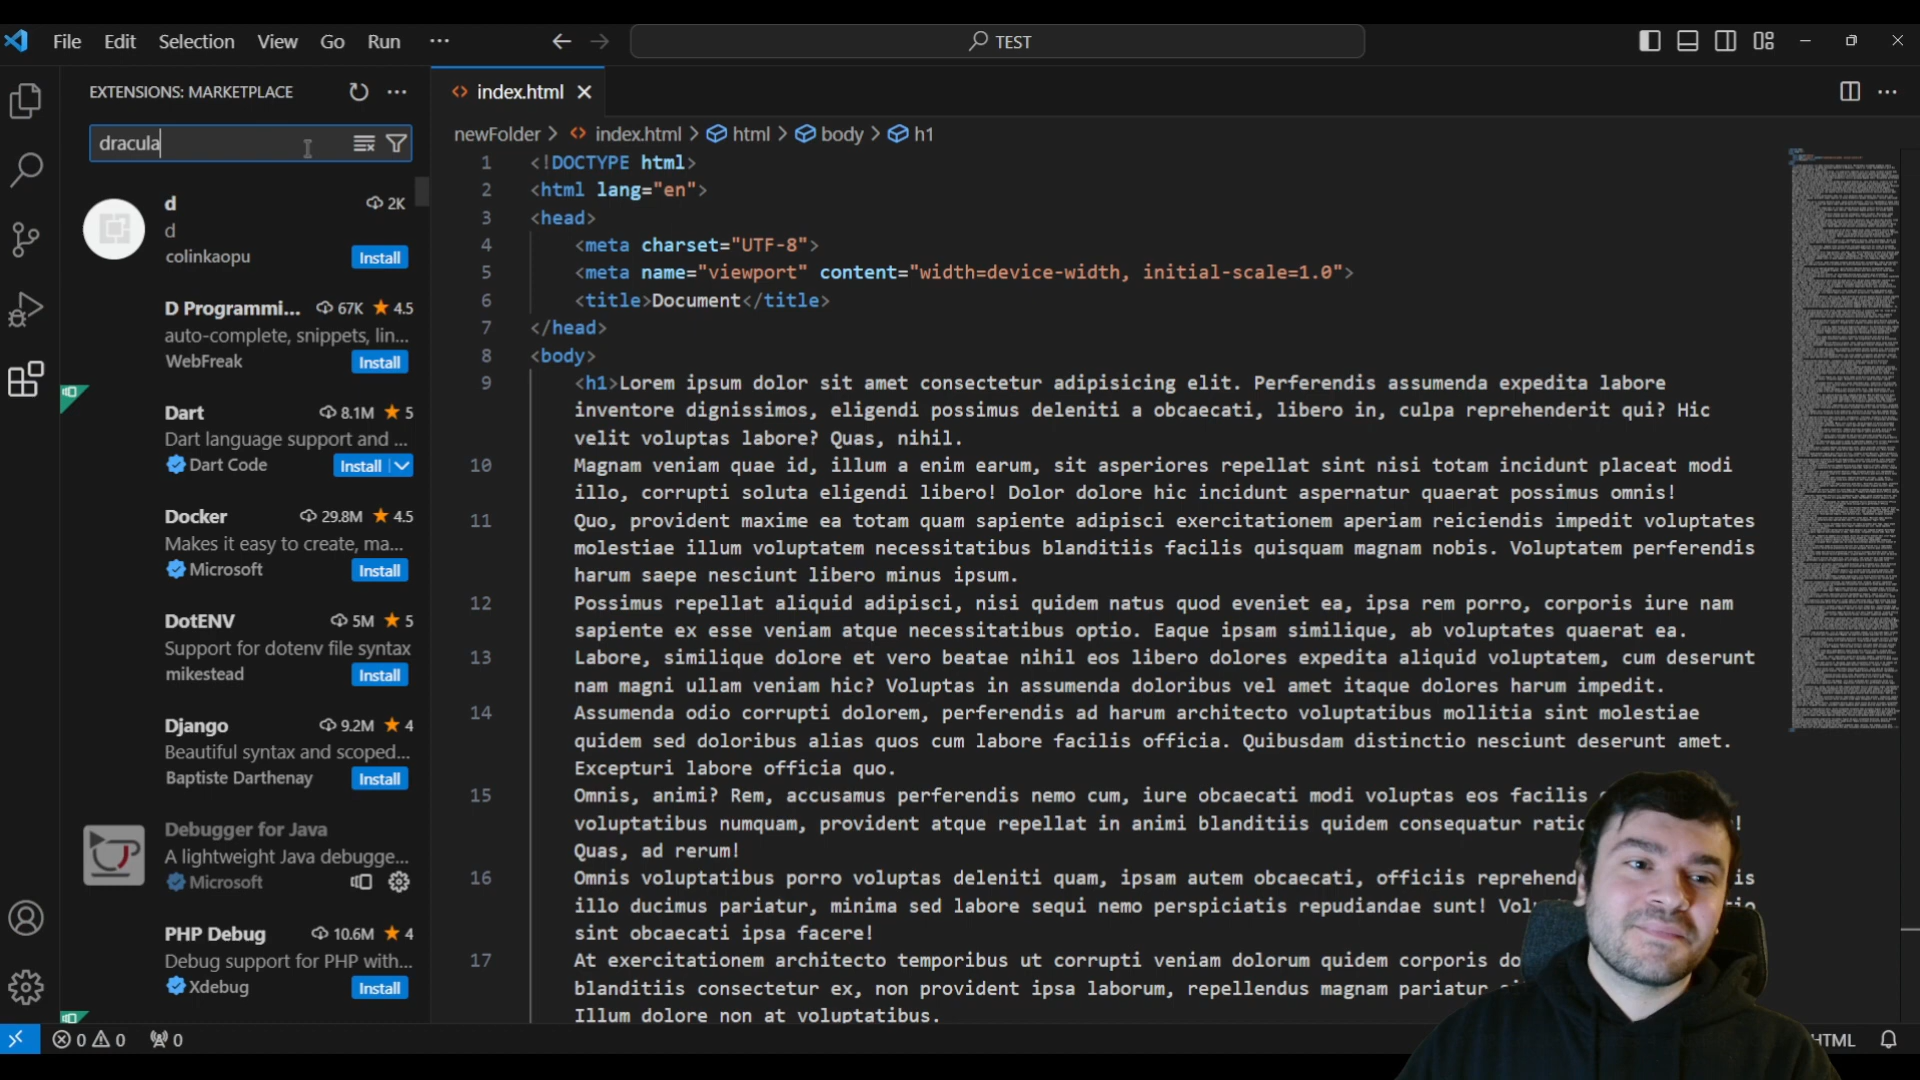 File Edit Selection View Go Run ···
TEST
EXTENSIONS: MARKETPLACE
dracula
d 2K
d
colinkaopu Install
D Programmi... 67K 4.5
auto-complete, snippets, lin...
WebFreak Install
Dart 8.1M 5
Dart language support and ...
Dart Code Install
Docker 29.8M 4.5
Makes it easy to create, ma...
Microsoft Install
DotENV 5M 5
Support for dotenv file syntax
mikestead Install
Django 9.2M 4
Beautiful syntax and scoped...
Baptiste Darthenay Install
Debugger for Java
A lightweight Java debugge...
Microsoft
PHP Debug 10.6M 4
Debug support for PHP with...
Xdebug Install
index.html
newFolder > index.html > html > body > h1
1 <!DOCTYPE html>
2 <html lang="en">
3 <head>
4 <meta charset="UTF-8">
5 <meta name="viewport" content="width=device-width, initial-scale=1.0">
6 <title>Document</title>
7 </head>
8 <body>
9 <h1>Lorem ipsum dolor sit amet consectetur adipisicing elit. Perferendis assumenda expedita labore
inventore dignissimos, eligendi possimus deleniti a obcaecati, libero in, culpa reprehenderit qui? Hic
velit voluptas labore? Quas, nihil.
10 Magnam veniam quae id, illum a enim earum, sit asperiores repellat sint nisi totam incidunt placeat modi
illo, corrupti soluta eligendi libero! Dolor dolore hic incidunt aspernatur quaerat possimus omnis!
11 Quo, provident maxime ea totam quam sapiente adipisci exercitationem aperiam reiciendis impedit voluptates
molestiae illum voluptatem necessitatibus blanditiis facilis quisquam magnam nobis. Voluptatem perferendis
harum saepe nesciunt libero minus ipsum.
12 Possimus repellat aliquid adipisci, nisi quidem natus quod eveniet ea, ipsa rem porro, corporis iure nam
sapiente ex esse veniam atque necessitatibus optio. Eaque ipsam similique, ab voluptates quaerat ea.
13 Labore, similique dolore et vero beatae nihil eos libero dolores expedita aliquid voluptatem, cum deserunt
nam magni ullam veniam hic? Voluptas in assumenda doloribus vel amet itaque dolores harum impedit.
14 Assumenda odio corrupti dolorem, perferendis ad harum architecto voluptatibus mollitia sint molestiae
quidem sed doloribus alias quos cum labore facilis officia. Quibusdam distinctio nesciunt deserunt amet.
Excepturi labore officia quo.
15 Omnis, animi? Rem, accusamus perferendis nemo cum, iure obcaecati modi voluptas eos facilis
voluptatibus numquam, provident atque repellat in animi blanditiis quidem consequatur !
Quas, ad rerum!
16 Omnis voluptatibus porro voluptas deleniti quam, ipsam autem obcaecati, officiis
illo ducimus pariatur, minima sed labore sequi nemo perspiciatis repudiandae sunt!
sint obcaecati ipsa facere!
17 At exercitationem architecto temporibus ut corrupti veniam dolorum quidem corporis
blanditiis consectetur ex, non provident ipsa laborum, repellendus magnam pariatur
Illum dolore non at voluptatibus.
0 0 0 HTML